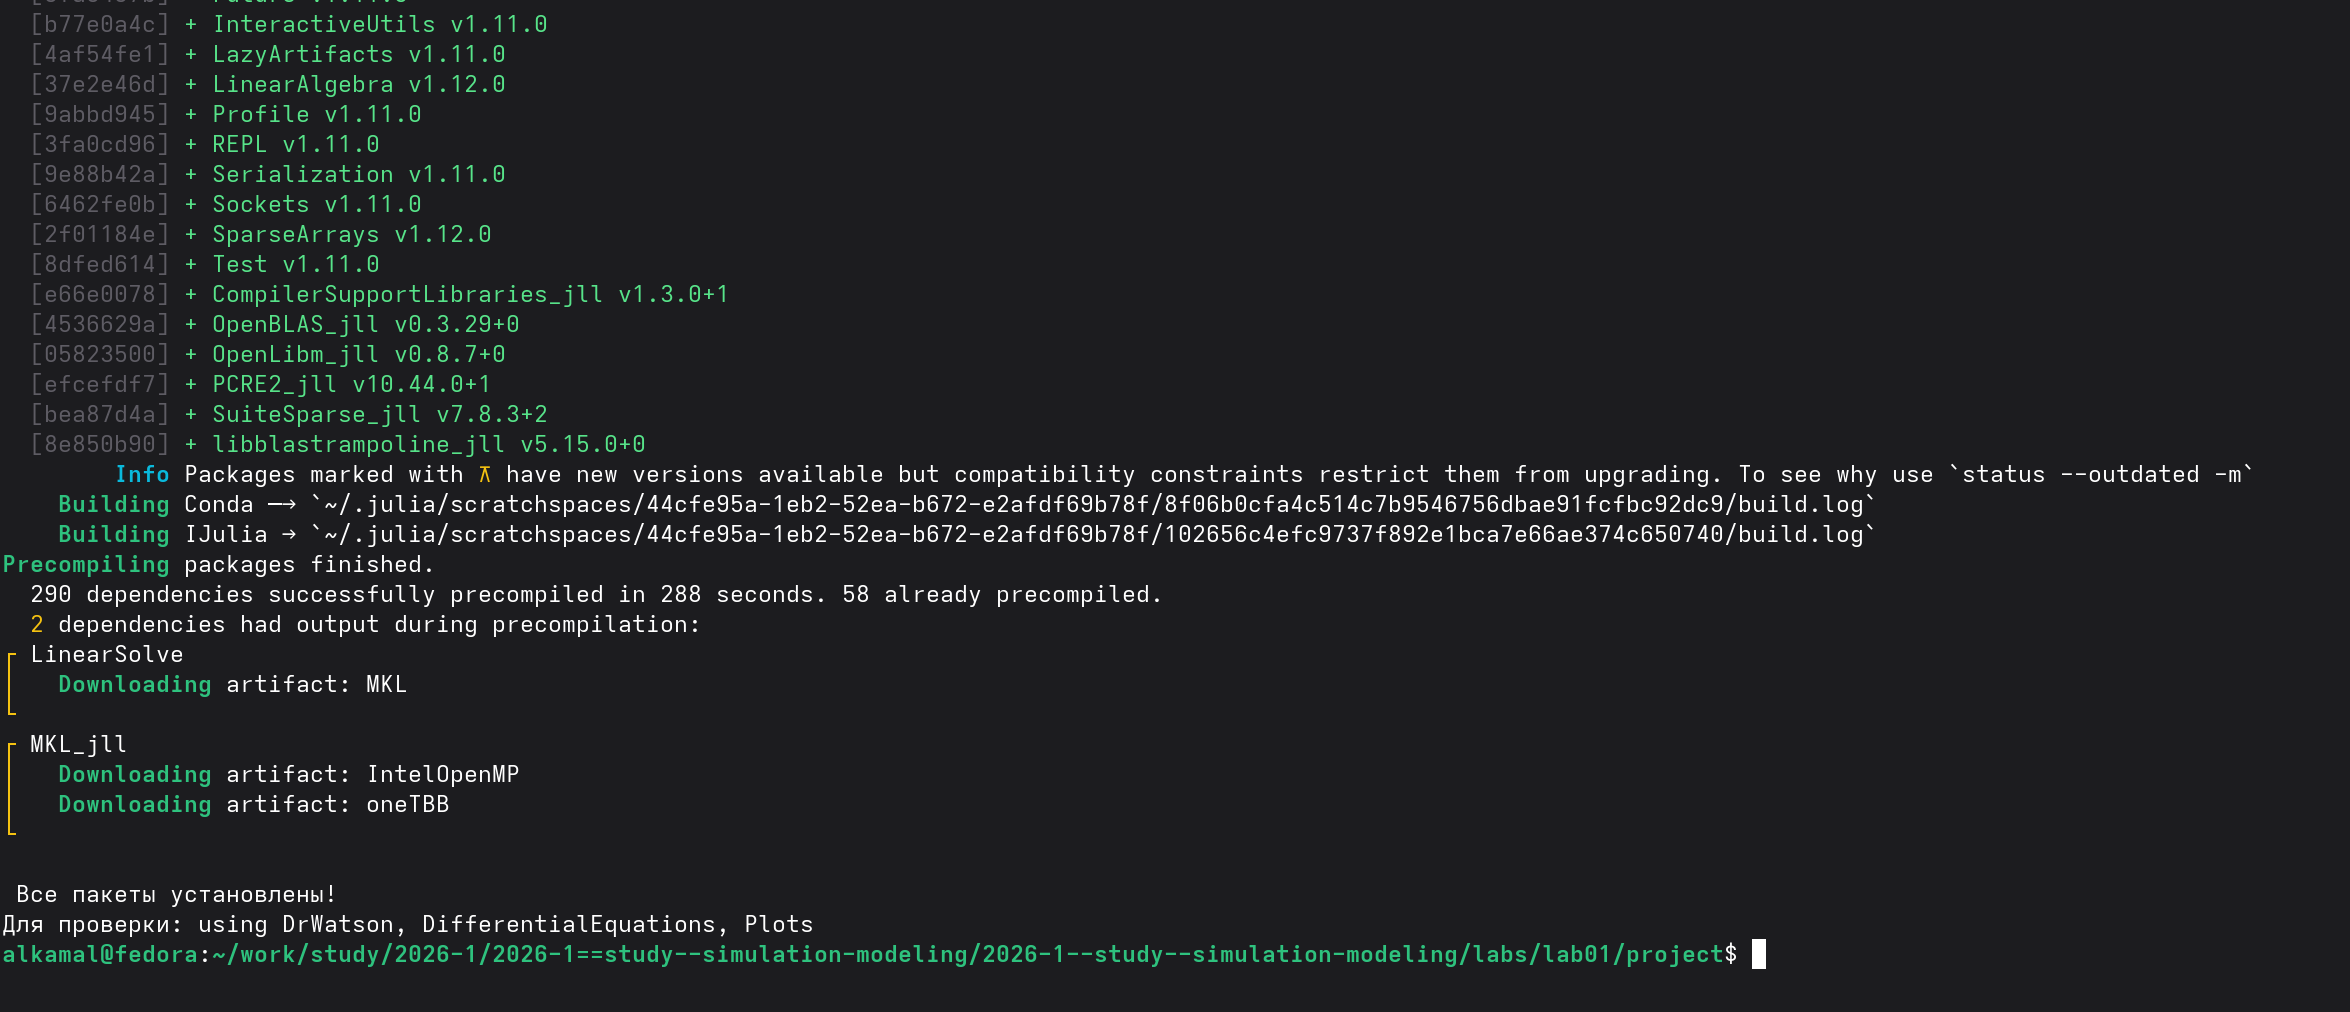 [b77e0a4c] + InteractiveUtils v1.11.0
[4af54fe1] + LazyArtifacts v1.11.0
[37e2e46d] + LinearAlgebra v1.12.0
[9abbd945] + Profile v1.11.0
[3fa0cd96] + REPL v1.11.0
[9e88b42a] + Serialization v1.11.0
[6462fe0b] + Sockets v1.11.0
[2f01184e] + SparseArrays v1.12.0
[8dfed614] + Test v1.11.0
[e66e0078] + CompilerSupportLibraries_jll v1.3.0+1
[4536629a] + OpenBLAS_jll v0.3.29+0
[05823500] + OpenLibm_jll v0.8.7+0
[efcefdf7] + PCRE2_jll v10.44.0+1
[bea87d4a] + SuiteSparse_jll v7.8.3+2
[8e850b90] + libblastrampoline_jll v5.15.0+0
Info Packages marked with ⌅ have new versions available but compatibility constraints restrict them from upgrading. To see why use `status --outdated -m`
Building Conda ─→ `~/.julia/scratchspaces/44cfe95a-1eb2-52ea-b672-e2afdf69b78f/8f06b0cfa4c514c7b9546756dbae91fcfbc92dc9/build.log`
Building IJulia → `~/.julia/scratchspaces/44cfe95a-1eb2-52ea-b672-e2afdf69b78f/102656c4efc9737f892e1bca7e66ae374c650740/build.log`
Precompiling packages finished.
290 dependencies successfully precompiled in 288 seconds. 58 already precompiled.
2 dependencies had output during precompilation:
LinearSolve
Downloading artifact: MKL
MKL_jll
Downloading artifact: IntelOpenMP
Downloading artifact: oneTBB
Все пакеты установлены!
Для проверки: using DrWatson, DifferentialEquations, Plots
alkamal@fedora:~/work/study/2026-1/2026-1==study--simulation-modeling/2026-1--study--simulation-modeling/labs/lab01/project$